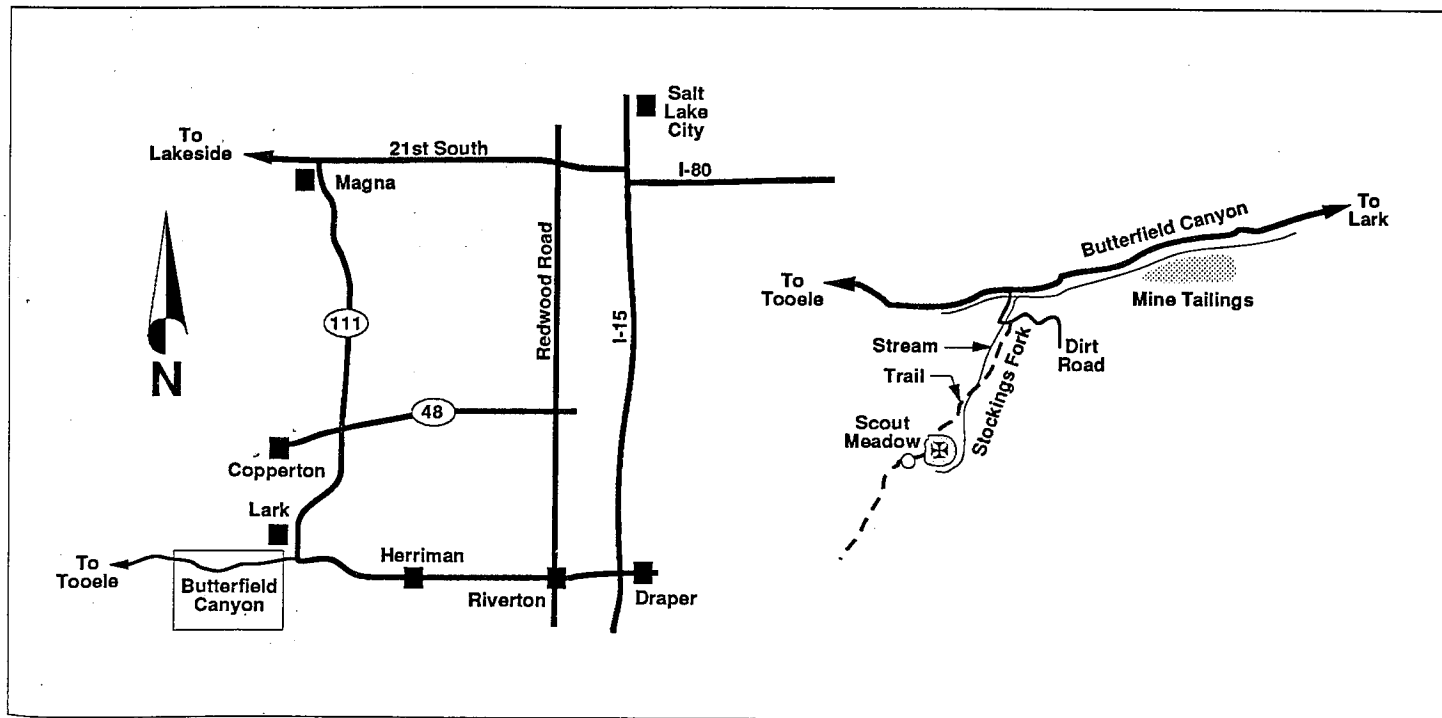 Salt
Lake
City
To
Lakeside
21st South
I-80
Magna
Redwood Road
I-15
111
N
48
Copperton
Lark
To
Tooele
Butterfield
Canyon
Herriman
Riverton
Draper
To
Lark
Butterfield Canyon
To
Tooele
Mine Tailings
Stream
Trail
Stockings Fork
Dirt
Road
Scout
Meadow